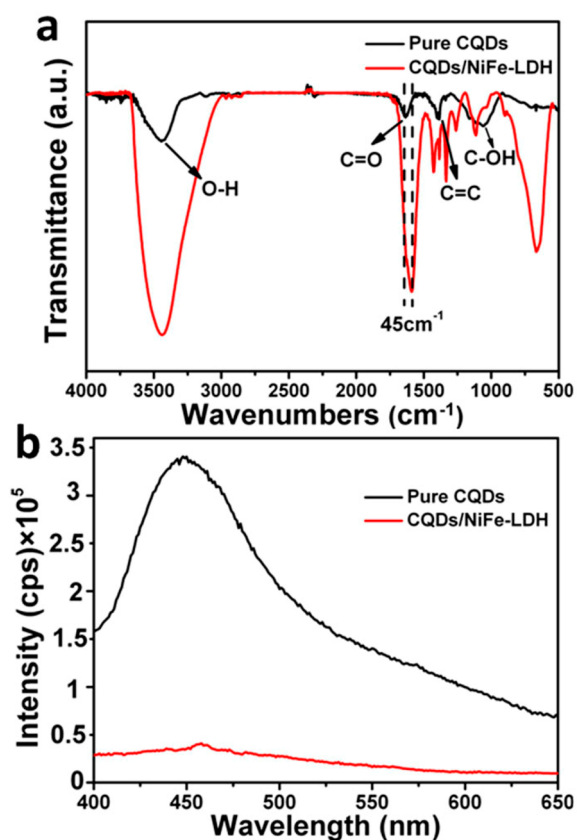 a
Pure CQDs
CQDs/NiFe-LDH
Transmittance (a.u.)
O-H
C=O
C=C
C-OH
45cm⁻¹
4000 3500 3000 2500 2000 1500 1000 500
Wavenumbers (cm⁻¹)
b
Pure CQDs
CQDs/NiFe-LDH
Intensity (cps)×10⁵
3.5
3
2.5
2
1.5
1
0.5
0
400 450 500 550 600 650
Wavelength (nm)